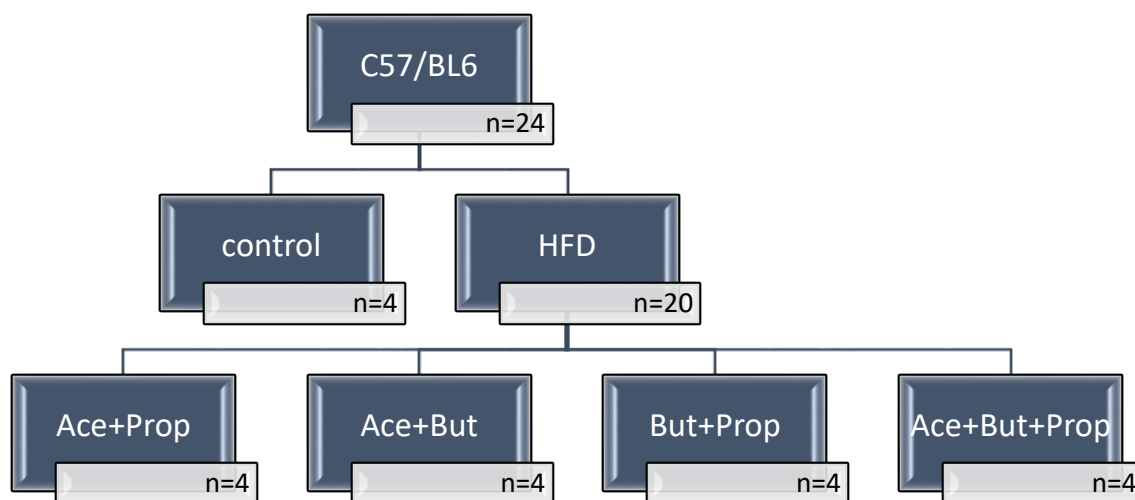 C57/BL6
n=24
control
n=4
HFD
n=20
Ace+Prop
n=4
Ace+But
n=4
But+Prop
n=4
Ace+But+Prop
n=4